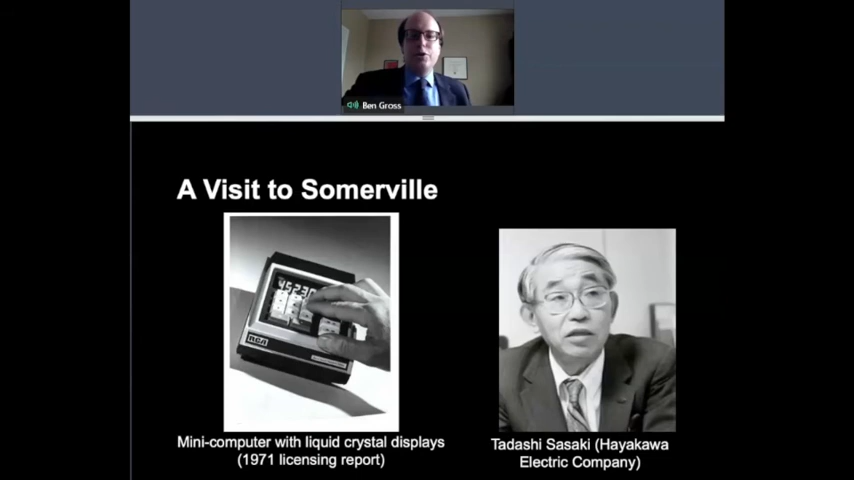 Ben Gross
A Visit to Somerville
45230
RCA
Mini-computer with liquid crystal displays
(1971 licensing report)
Tadashi Sasaki (Hayakawa
Electric Company)